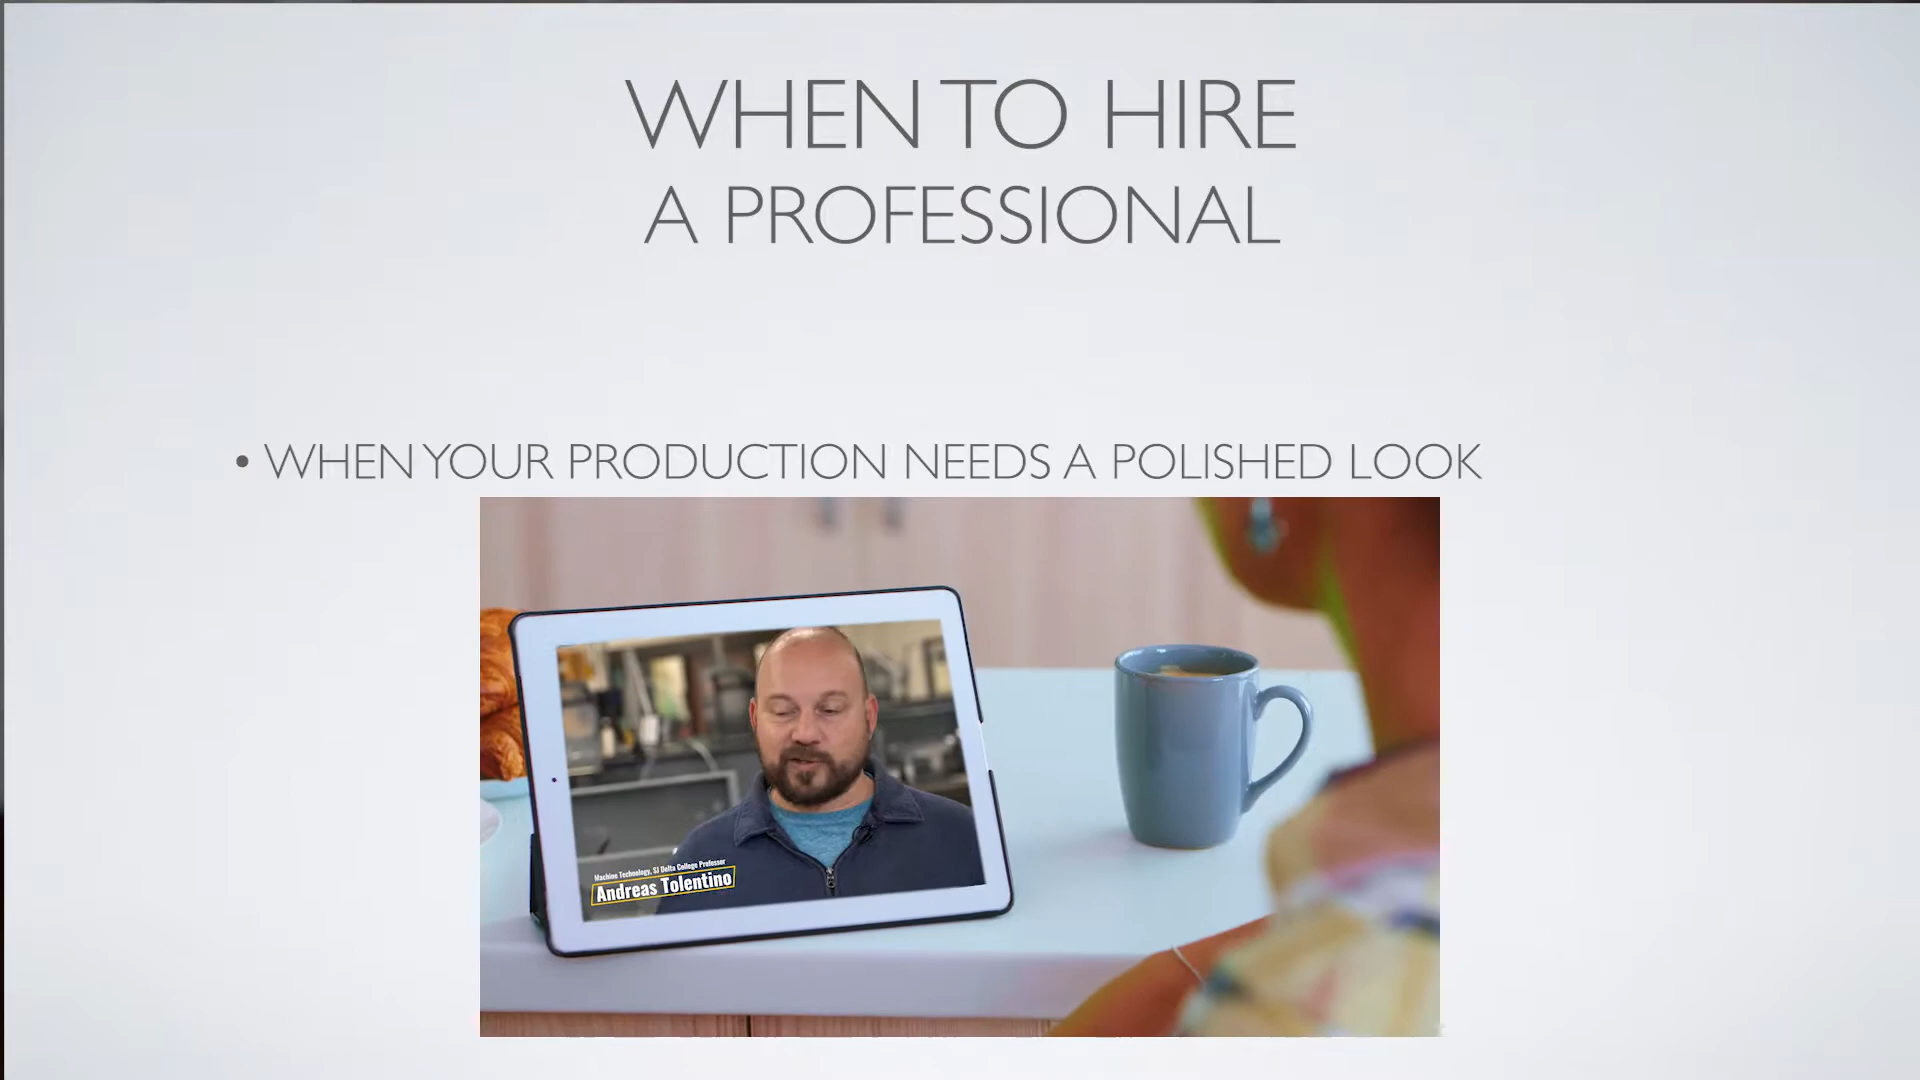 WHEN TO HIRE
A PROFESSIONAL
• WHEN YOUR PRODUCTION NEEDS A POLISHED LOOK
Machine Technology, SJ Delta College Professor
Andreas Tolentino